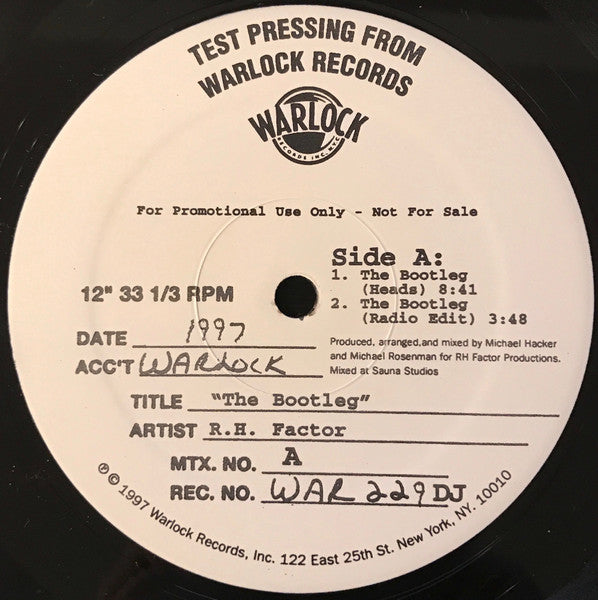 TEST PRESSING FROM
WARLOCK RECORDS
WARLOCK
RECORDS INC. NYC
For Promotional Use Only - Not For Sale
Side A:
1. The Bootleg
(Heads) 8:41
2. The Bootleg
(Radio Edit) 3:48
12" 33 1/3 RPM
DATE 1997
ACC'T WARLOCK
Produced, arranged,and mixed by Michael Hacker
and Michael Rosenman for RH Factor Productions.
Mixed at Sauna Studios
TITLE "The Bootleg"
ARTIST R.H. Factor
MTX. NO. A
REC. NO. WAR 229 DJ
℗ © 1997 Warlock Records, Inc. 122 East 25th St. New York, NY. 10010